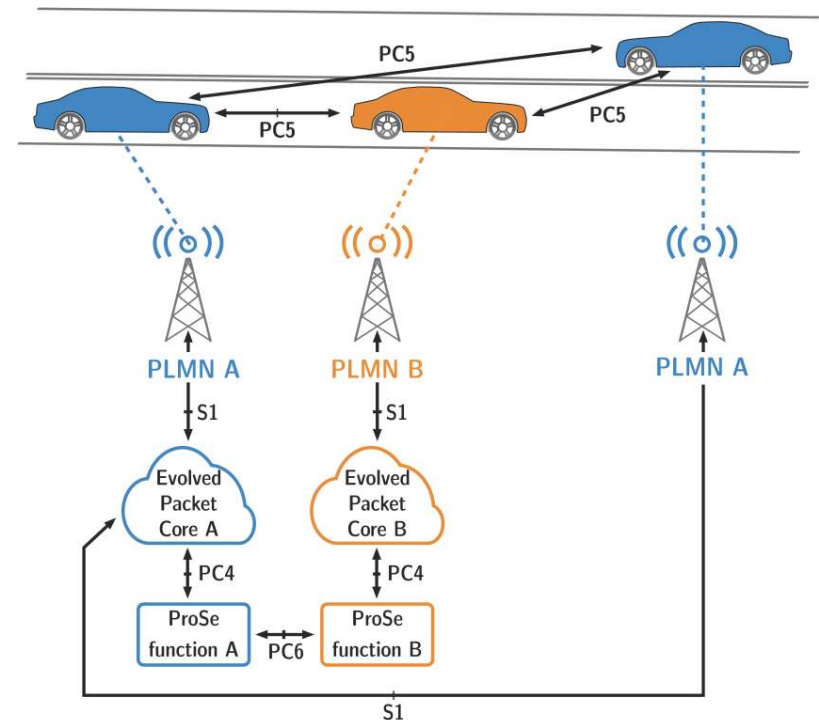 PC5
PC5
PC5
PLMN A
PLMN B
PLMN A
S1
S1
Evolved
Packet
Core A
Evolved
Packet
Core B
PC4
PC4
ProSe
function A
PC6
ProSe
function B
S1